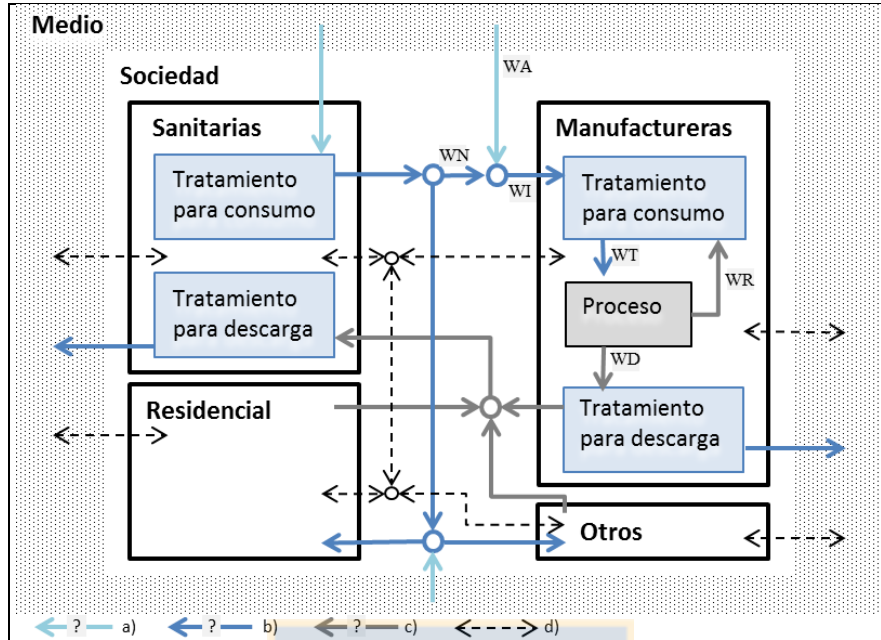 Medio
Sociedad
WA
Sanitarias
Manufactureras
Tratamiento
para consumo
WN
WI
Tratamiento
para consumo
WT
WR
Tratamiento
para descarga
Proceso
WD
Residencial
Tratamiento
para descarga
Otros
? a) ? b) ? c) d)